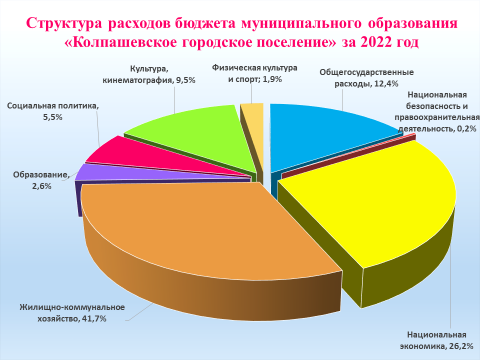 Структура расходов бюджета муниципального образования
«Колпашевское городское поселение» за 2022 год
Культура,
кинематография, 9,5%
Физическая культура
и спорт; 1,9%
Общегосударственные
расходы, 12,4%
Национальная
безопасность и
правоохранительная
деятельность, 0,2%
Социальная политика,
5,5%
Образование,
2,6%
Жилищно-коммунальное
хозяйство, 41,7%
Национальная
экономика, 26,2%